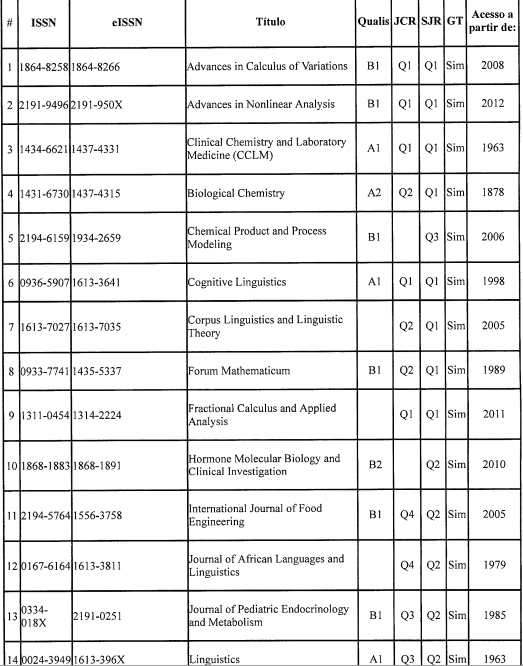 # ISSN eISSN Título Qualis JCR SJR GT Acesso a
partir de:
1 1864-8258 1864-8266 Advances in Calculus of Variations B1 Q1 Q1 Sim 2008
2 2191-9496 2191-950X Advances in Nonlinear Analysis B1 Q1 Q1 Sim 2012
3 1434-6621 1437-4331 Clinical Chemistry and Laboratory
Medicine (CCLM) A1 Q1 Q1 Sim 1963
4 1431-6730 1437-4315 Biological Chemistry A2 Q2 Q1 Sim 1878
5 2194-6159 1934-2659 Chemical Product and Process
Modeling B1 Q3 Sim 2006
6 0936-5907 1613-3641 Cognitive Linguistics A1 Q1 Q1 Sim 1998
7 1613-7027 1613-7035 Corpus Linguistics and Linguistic
Theory Q2 Q1 Sim 2005
8 0933-7741 1435-5337 Forum Mathematicum B1 Q2 Q1 Sim 1989
9 1311-0454 1314-2224 Fractional Calculus and Applied
Analysis Q1 Q1 Sim 2011
10 1868-1883 1868-1891 Hormone Molecular Biology and
Clinical Investigation B2 Q2 Sim 2010
11 2194-5764 1556-3758 International Journal of Food
Engineering B1 Q4 Q2 Sim 2005
12 0167-6164 1613-3811 Journal of African Languages and
Linguistics Q4 Q2 Sim 1979
13 0334-
018X 2191-0251 Journal of Pediatric Endocrinology
and Metabolism B1 Q3 Q2 Sim 1985
14 0024-3949 1613-396X Linguistics A1 Q3 Q2 Sim 1963